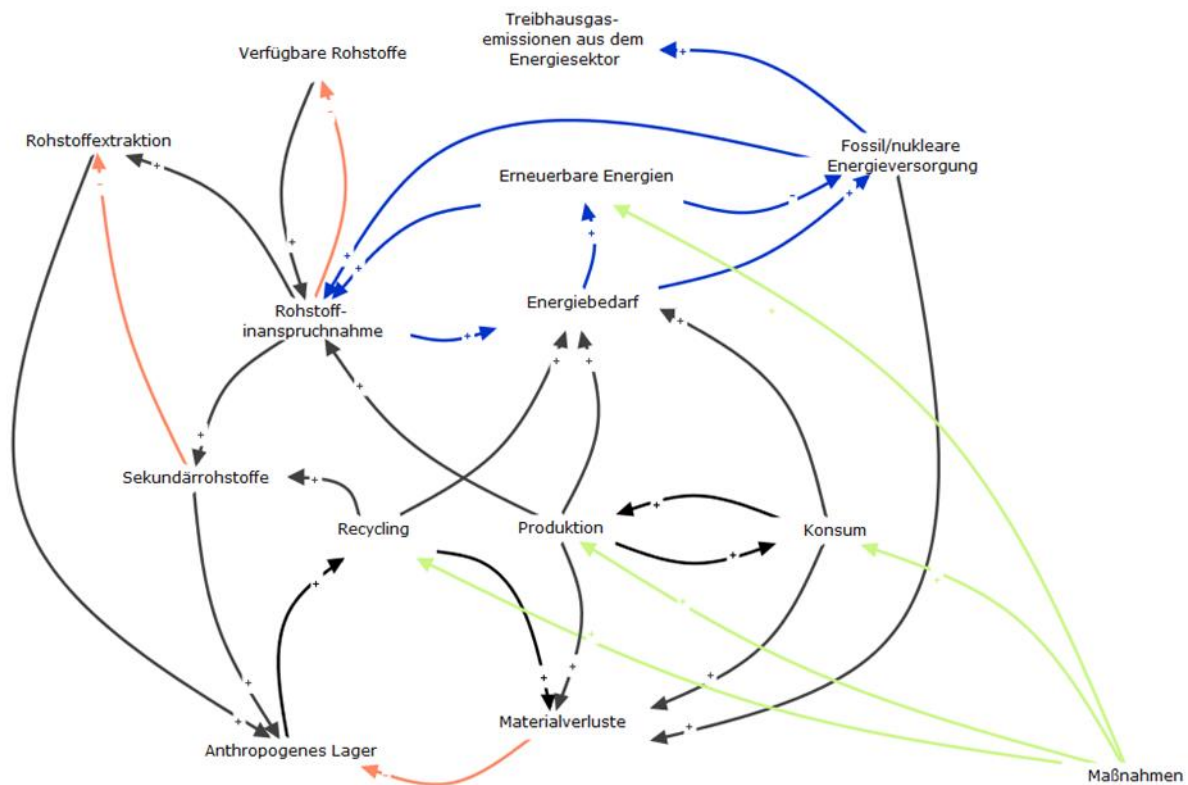 Treibhausgas-
emissionen aus dem
Energiesektor
Verfügbare Rohstoffe
Rohstoffextraktion
Fossil/nukleare
Energieversorgung
Erneuerbare Energien
Energiebedarf
Rohstoff-
inanspruchnahme
Sekundärrohstoffe
Recycling
Produktion
Konsum
Materialverluste
Anthropogenes Lager
Maßnahmen